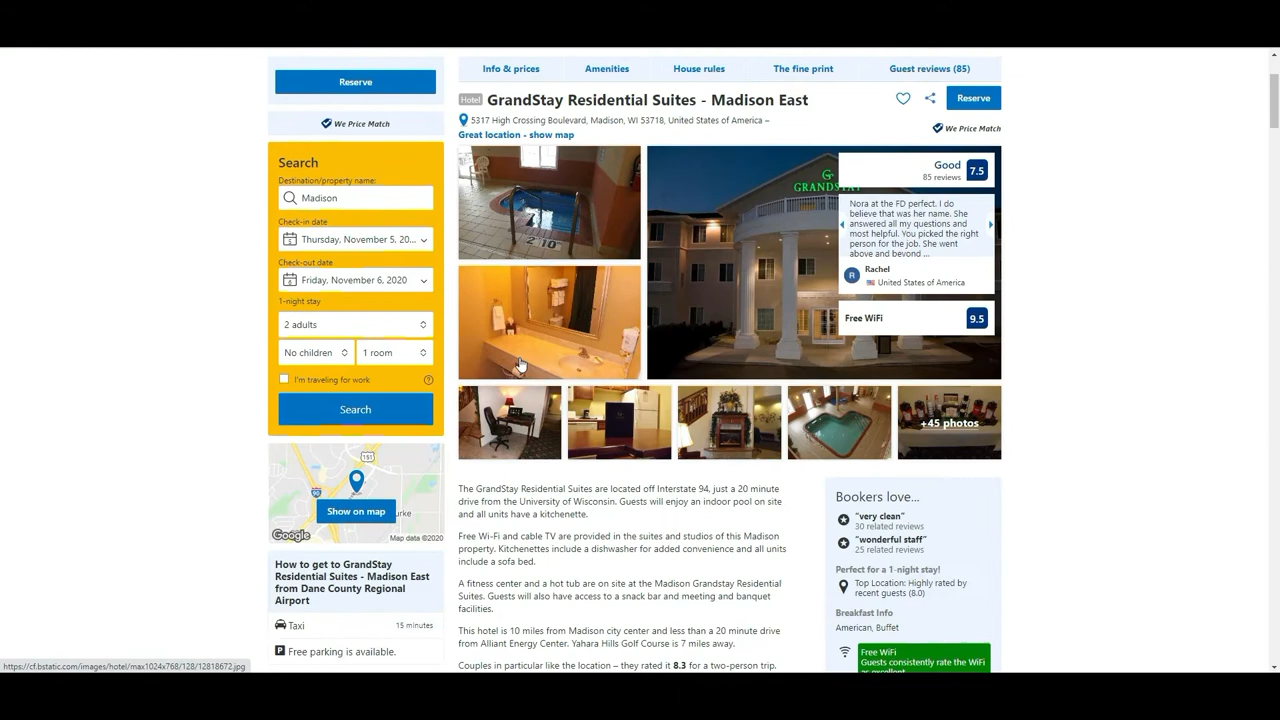 Reserve
We Price Match
Search
Destination/property name:
Madison
Check-in date
Thursday, November 5, 20...
Check-out date
Friday, November 6, 2020
1-night stay
2 adults
No children
1 room
I'm traveling for work
Search
151
90
Show on map
urke
Google
Map data ©2020
How to get to GrandStay
Residential Suites - Madison East
from Dane County Regional
Airport
Taxi
15 minutes
Free parking is available.
Info & prices
Amenities
House rules
The fine print
Guest reviews (85)
Hotel
GrandStay Residential Suites - Madison East
Reserve
5317 High Crossing Boulevard, Madison, WI 53718, United States of America –
Great location - show map
We Price Match
2 10
GRANDSTAY
Good
85 reviews
7.5
Nora at the FD perfect. I do
believe that was her name. She
answered all my questions and
most helpful. You picked the right
person for the job. She went
above and beyond ...
R
Rachel
United States of America
Free WiFi
9.5
+45 photos
The GrandStay Residential Suites are located off Interstate 94, just a 20 minute
drive from the University of Wisconsin. Guests will enjoy an indoor pool on site
and all units have a kitchenette.
Free Wi-Fi and cable TV are provided in the suites and studios of this Madison
property. Kitchenettes include a dishwasher for added convenience and all units
include a sofa bed.
A fitness center and a hot tub are on site at the Madison Grandstay Residential
Suites. Guests will also have access to a snack bar and meeting and banquet
facilities.
This hotel is 10 miles from Madison city center and less than a 20 minute drive
from Alliant Energy Center. Yahara Hills Golf Course is 7 miles away.
Couples in particular like the location – they rated it 8.3 for a two-person trip.
Bookers love...
"very clean"
30 related reviews
"wonderful staff"
25 related reviews
Perfect for a 1-night stay!
Top Location: Highly rated by
recent guests (8.0)
Breakfast Info
American, Buffet
Free WiFi
Guests consistently rate the WiFi
as excellent
https://cf.bstatic.com/images/hotel/max1024x768/128/12818672.jpg